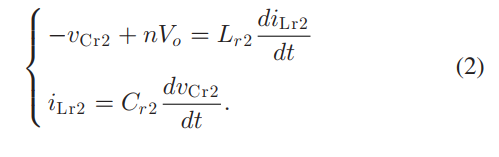 −v_{Cr2} + nV_o = L_{r2} \frac{di_{Lr2}}{dt}
i_{Lr2} = C_{r2} \frac{dv_{Cr2}}{dt}.
(2)